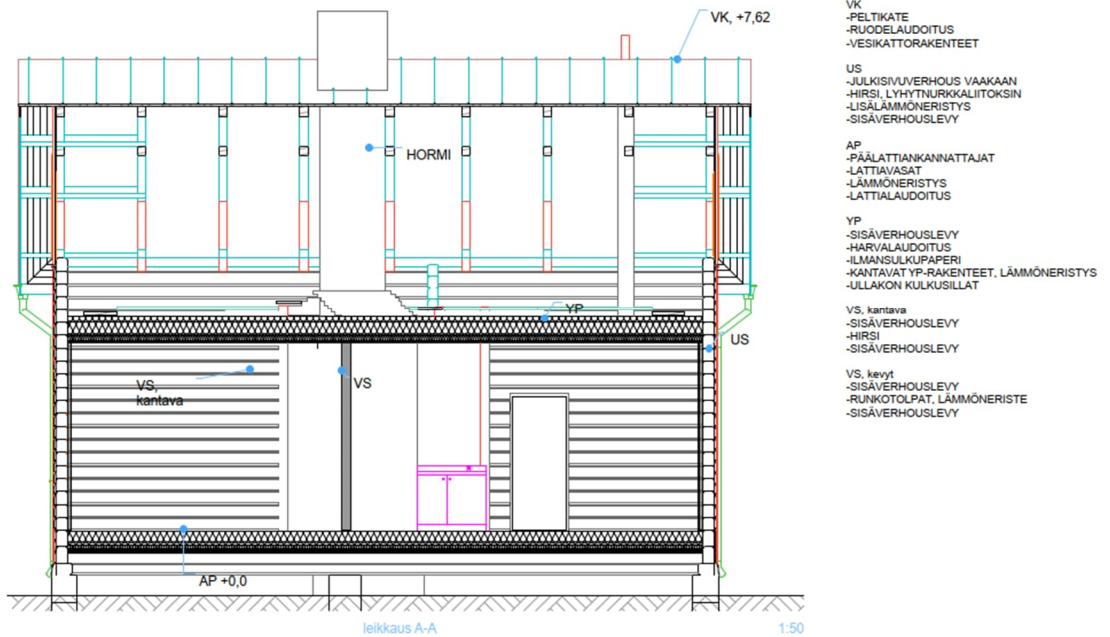 VK, +7,62
HORMI
YP
US
VS,
kantava
VS
AP +0,0
leikkaus A-A
1:50
VK
-PELTIKATE
-RUODELAUDOITUS
-VESIKATTORAKENTEET
US
-JULKISIVUVERHOUS VAAKAAN
-HIRSI, LYHYTNURKKALIITOKSIN
-LISÄLÄMMÖNERISTYS
-SISÄVERHOUSLEVY
AP
-PÄÄLATTIANKANNATTAJAT
-LATTIAVASAT
-LÄMMÖNERISTYS
-LATTIALAUDOITUS
YP
-SISÄVERHOUSLEVY
-HARVALAUDOITUS
-ILMANSULKUPAPERI
-KANTAVAT YP-RAKENTEET, LÄMMÖNERISTYS
-ULLAKON KULKUSILLAT
VS, kantava
-SISÄVERHOUSLEVY
-HIRSI
-SISÄVERHOUSLEVY
VS, kevyt
-SISÄVERHOUSLEVY
-RUNKOTOLPAT, LÄMMÖNERISTE
-SISÄVERHOUSLEVY